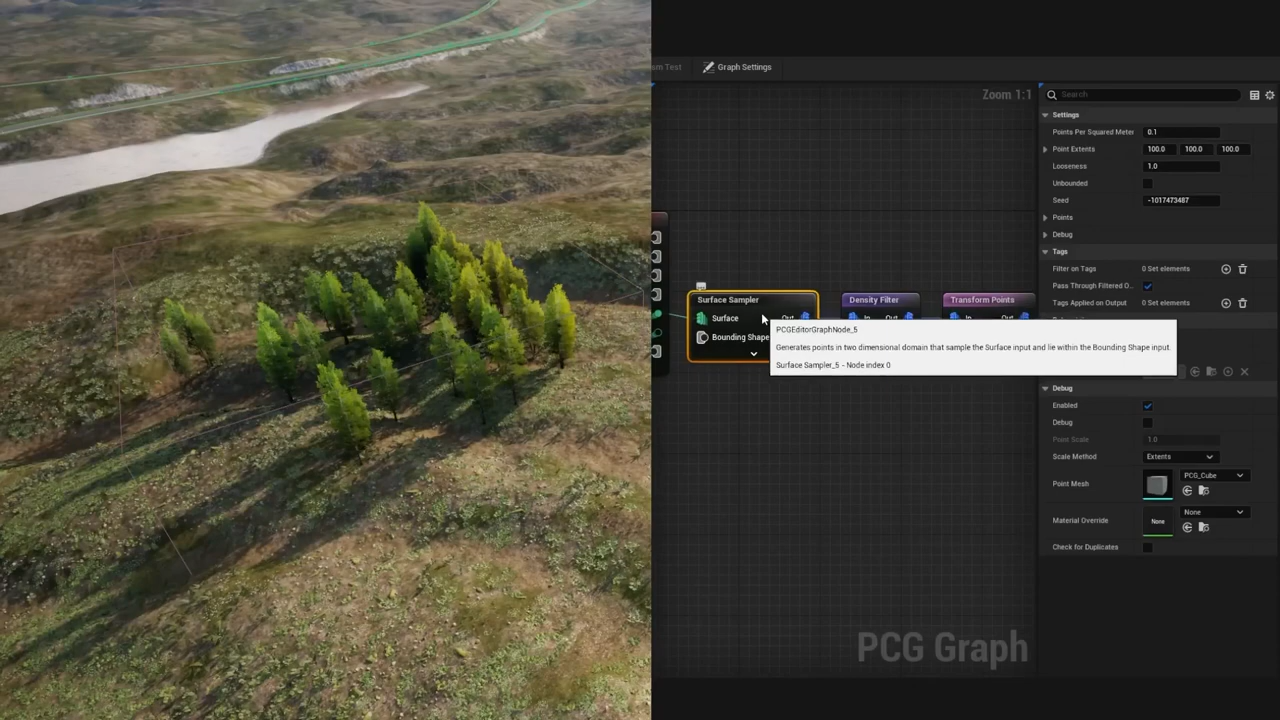 Graph Settings
Zoom 1:1
Search
Settings
Points Per Squared Meter
0.1
Point Extents
100.0
100.0
100.0
Looseness
1.0
Unbounded
Seed
-1017473487
Points
Debug
Tags
Filter on Tags
0 Set elements
Pass Through Filtered O...
Tags Applied on Output
0 Set elements
Surface Sampler
Surface
Out
Bounding Shape
Density Filter
In
Out
Transform Points
In
Out
PCGEditorGraphNode_5
Generates points in two dimensional domain that sample the Surface input and lie within the Bounding Shape input.
Surface Sampler_5 - Node index 0
Debug
Enabled
Debug
Point Scale
1.0
Scale Method
Extents
Point Mesh
PCG_Cube
Material Override
None
None
Check for Duplicates
PCG Graph